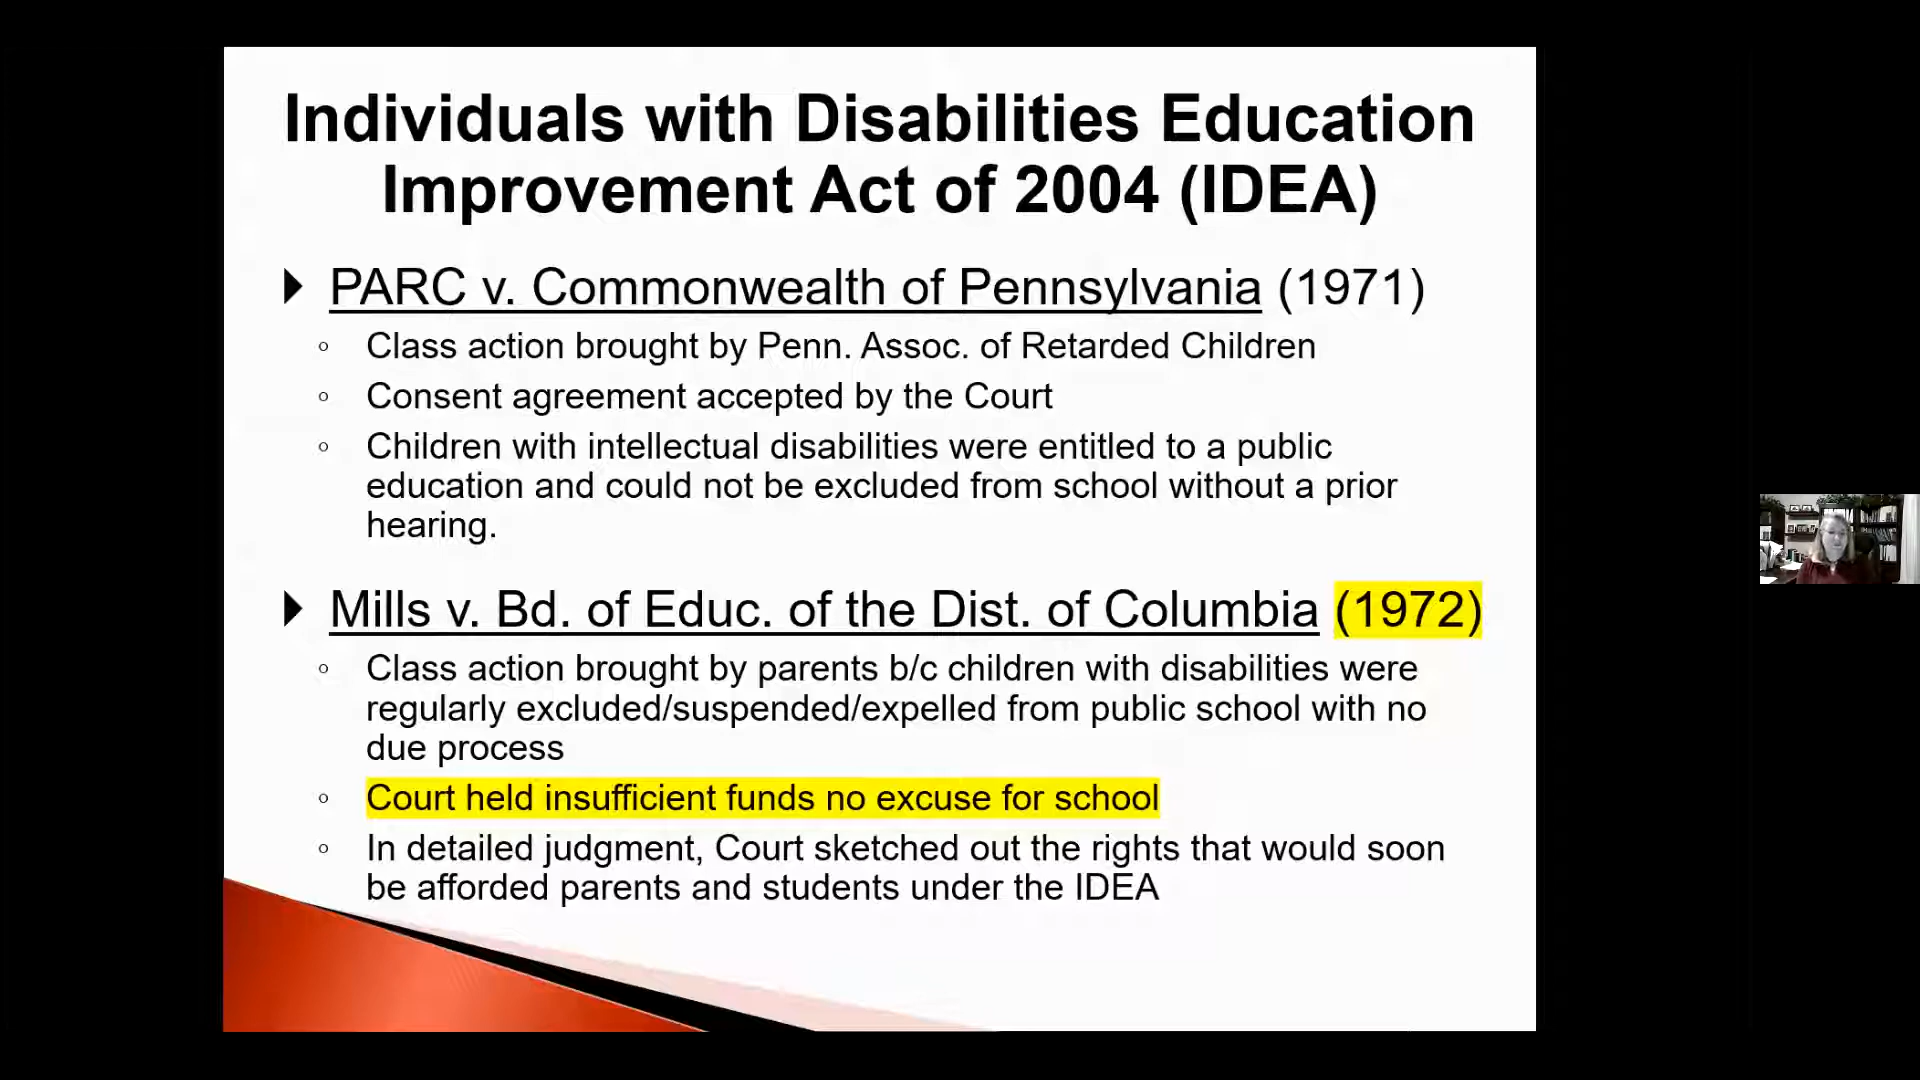 Individuals with Disabilities Education
Improvement Act of 2004 (IDEA)
PARC v. Commonwealth of Pennsylvania (1971)
Class action brought by Penn. Assoc. of Retarded Children
Consent agreement accepted by the Court
Children with intellectual disabilities were entitled to a public
education and could not be excluded from school without a prior
hearing.
Mills v. Bd. of Educ. of the Dist. of Columbia (1972)
Class action brought by parents b/c children with disabilities were
regularly excluded/suspended/expelled from public school with no
due process
Court held insufficient funds no excuse for school
In detailed judgment, Court sketched out the rights that would soon
be afforded parents and students under the IDEA